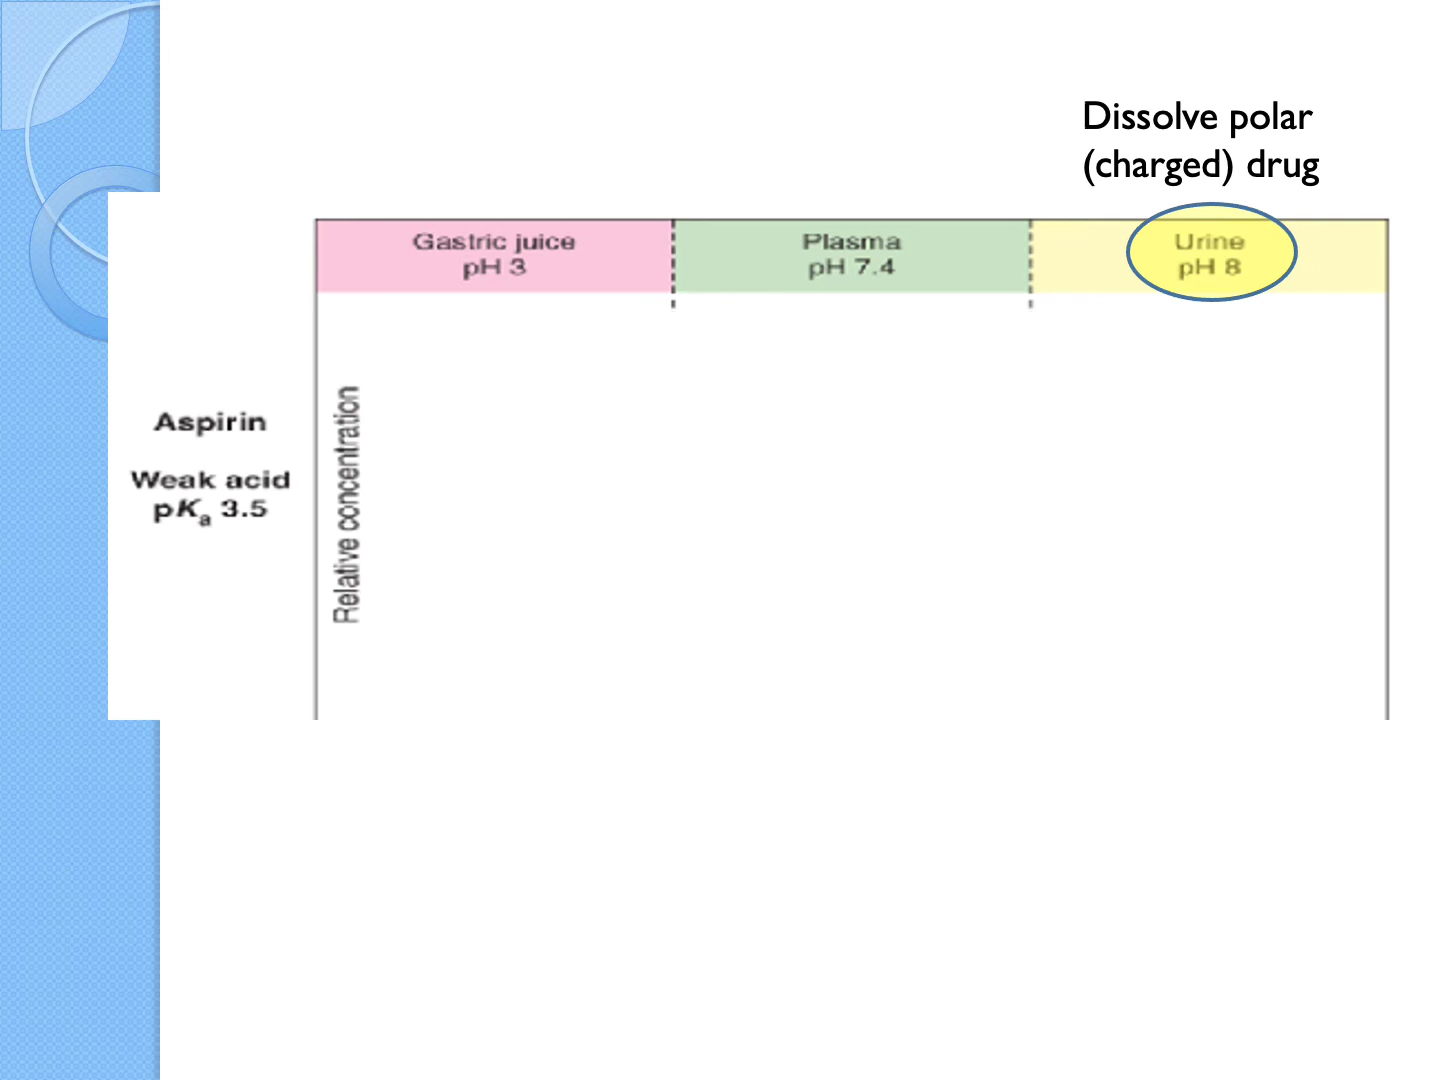 Dissolve polar
(charged) drug
Gastric juice
pH 3
Plasma
pH 7.4
Urine
pH 8
Aspirin
Weak acid
pKa 3.5
Relative concentration